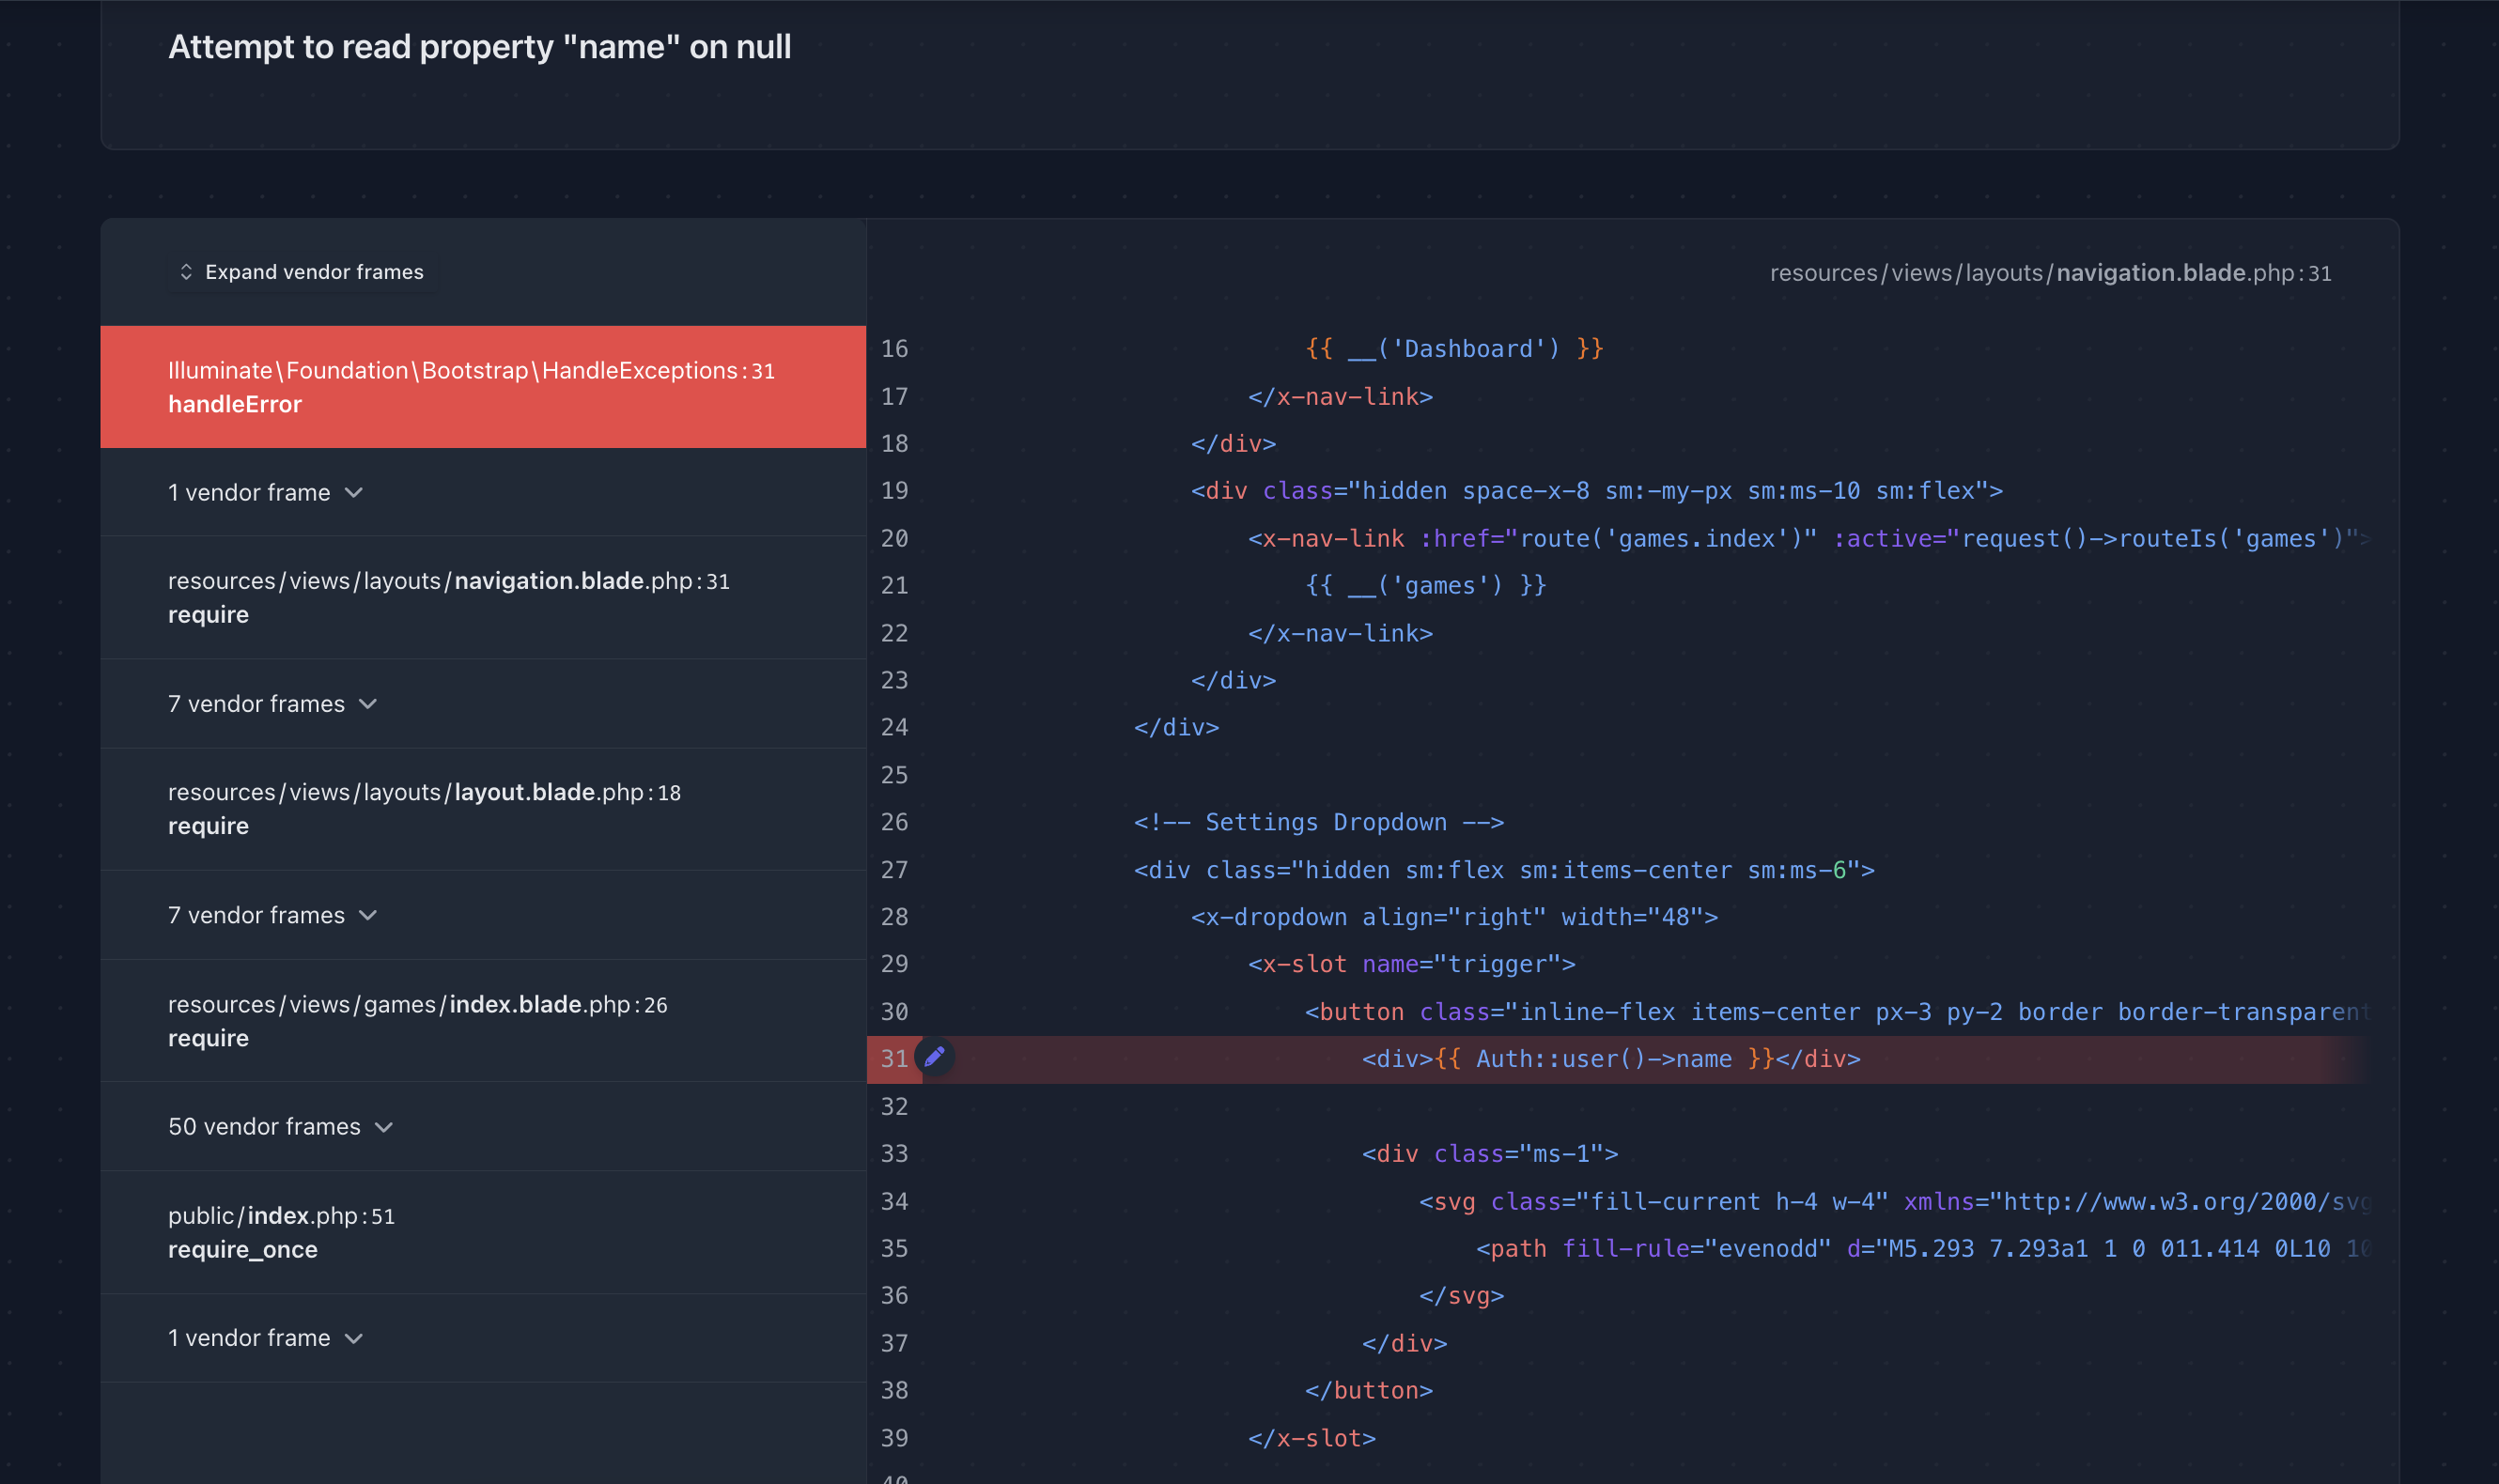 Attempt to read property "name" on null
Expand vendor frames
Illuminate\Foundation\Bootstrap\HandleExceptions:31
handleError
1 vendor frame
resources/views/layouts/navigation.blade.php:31
require
7 vendor frames
resources/views/layouts/layout.blade.php:18
require
7 vendor frames
resources/views/games/index.blade.php:26
require
50 vendor frames
public/index.php:51
require_once
1 vendor frame
resources/views/layouts/navigation.blade.php:31
16 {{ __('Dashboard') }}
17 </x-nav-link>
18 </div>
19 <div class="hidden space-x-8 sm:-my-px sm:ms-10 sm:flex">
20 <x-nav-link :href="route('games.index')" :active="request()->routeIs('games')">
21 {{ __('games') }}
22 </x-nav-link>
23 </div>
24 </div>
25
26 <!-- Settings Dropdown -->
27 <div class="hidden sm:flex sm:items-center sm:ms-6">
28 <x-dropdown align="right" width="48">
29 <x-slot name="trigger">
30 <button class="inline-flex items-center px-3 py-2 border border-transparent
31 <div>{{ Auth::user()->name }}</div>
32
33 <div class="ms-1">
34 <svg class="fill-current h-4 w-4" xmlns="http://www.w3.org/2000/svg
35 <path fill-rule="evenodd" d="M5.293 7.293a1 1 0 011.414 0L10 10
36 </svg>
37 </div>
38 </button>
39 </x-slot>
40